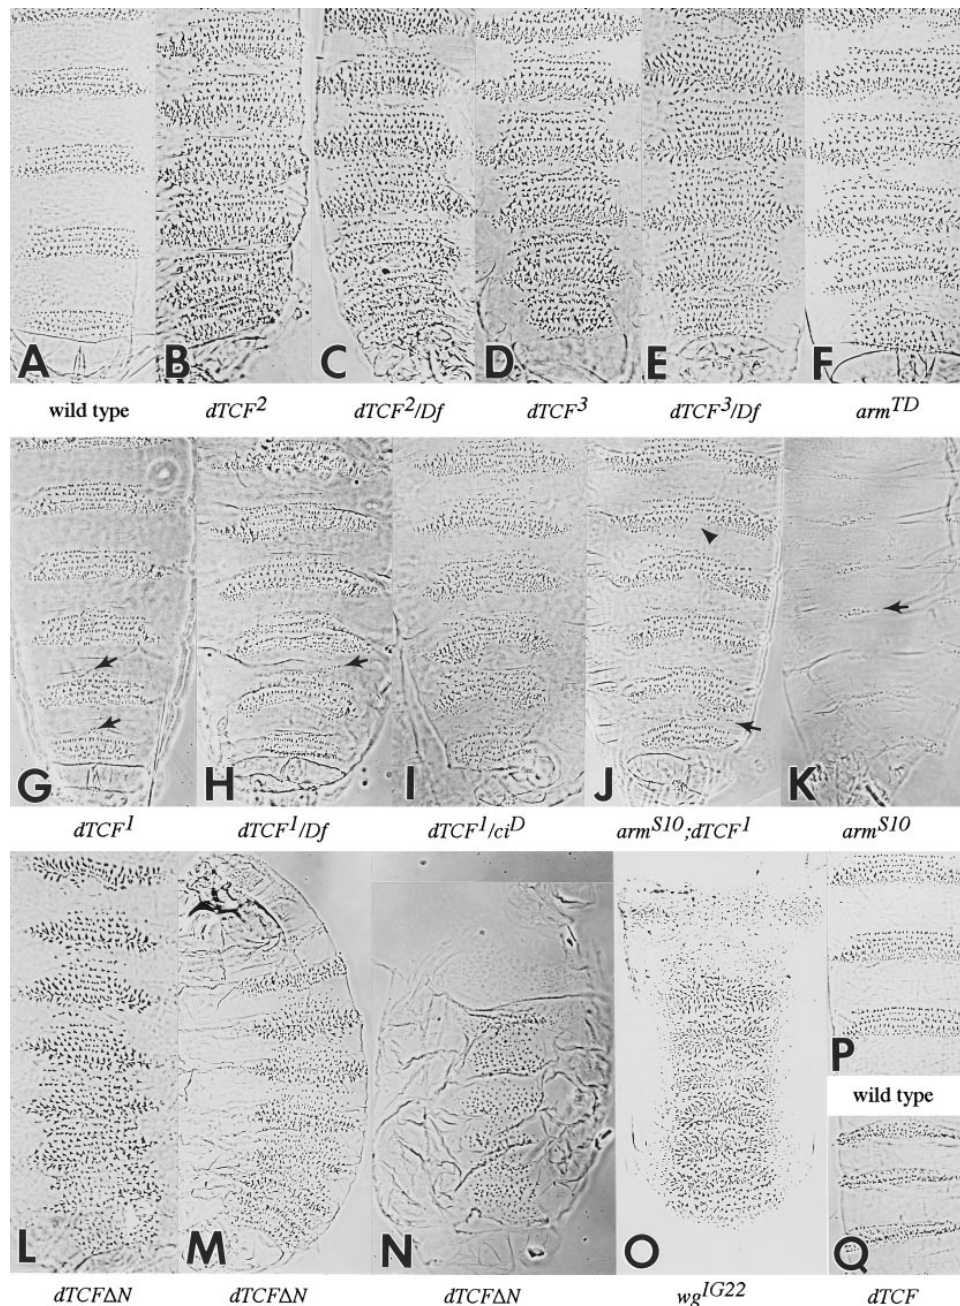 A B C D E F
wild type dTCF2 dTCF2/Df dTCF3 dTCF3/Df armTD
G H I J K
dTCF1 dTCF1/Df dTCF1/ciD armS10;dTCF1 armS10
P
wild type
L M N O Q
dTCFΔN dTCFΔN dTCFΔN wgIG22 dTCF